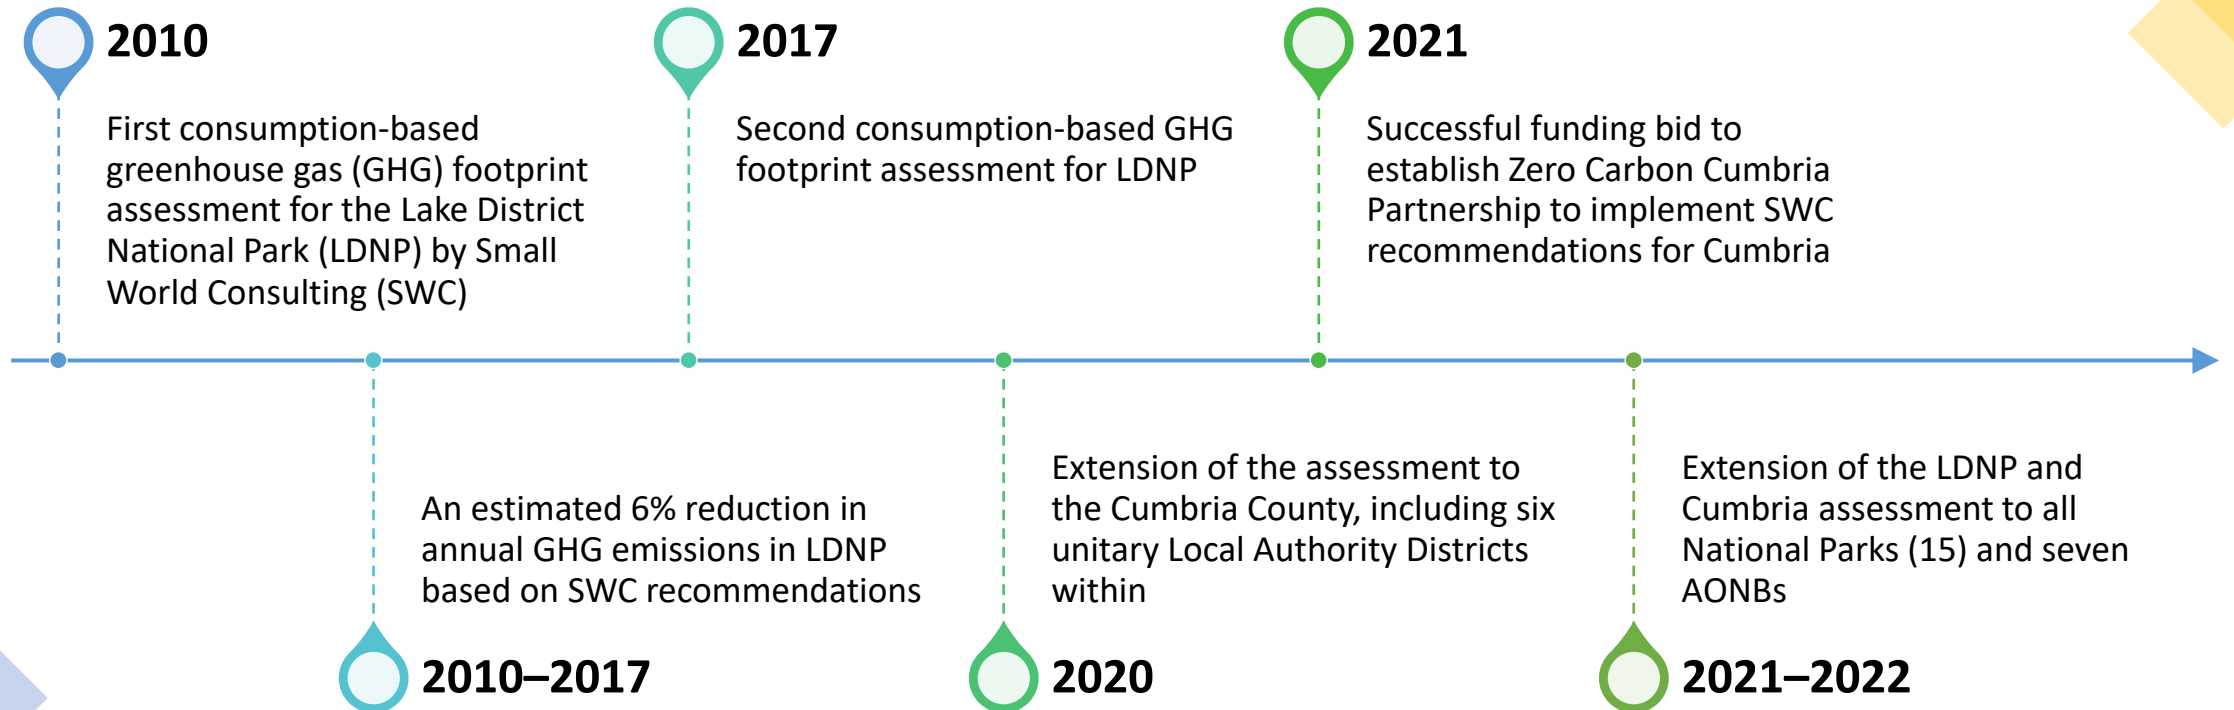 2010
First consumption-based
greenhouse gas (GHG) footprint
assessment for the Lake District
National Park (LDNP) by Small
World Consulting (SWC)
An estimated 6% reduction in
annual GHG emissions in LDNP
based on SWC recommendations
2010–2017
2017
Second consumption-based GHG
footprint assessment for LDNP
Extension of the assessment to
the Cumbria County, including six
unitary Local Authority Districts
within
2020
2021
Successful funding bid to
establish Zero Carbon Cumbria
Partnership to implement SWC
recommendations for Cumbria
Extension of the LDNP and
Cumbria assessment to all
National Parks (15) and seven
AONBs
2021–2022